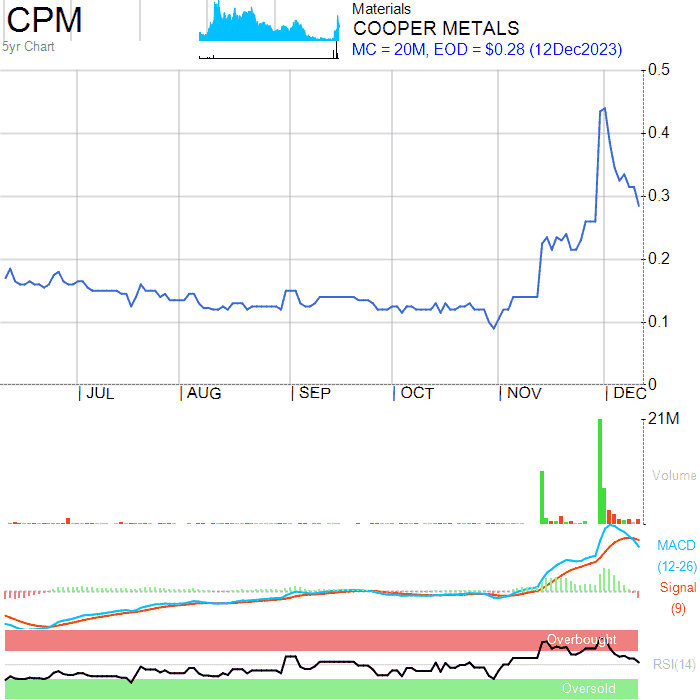 CPM
5yr Chart
Materials
COOPER METALS
MC = 20M, EOD = $0.28 (12Dec2023)
0.5
0.4
0.3
0.2
0.1
0
JUL AUG SEP OCT NOV DEC
21M
Volume
MACD
(12-26)
Signal
(9)
Overbought
RSI(14)
Oversold